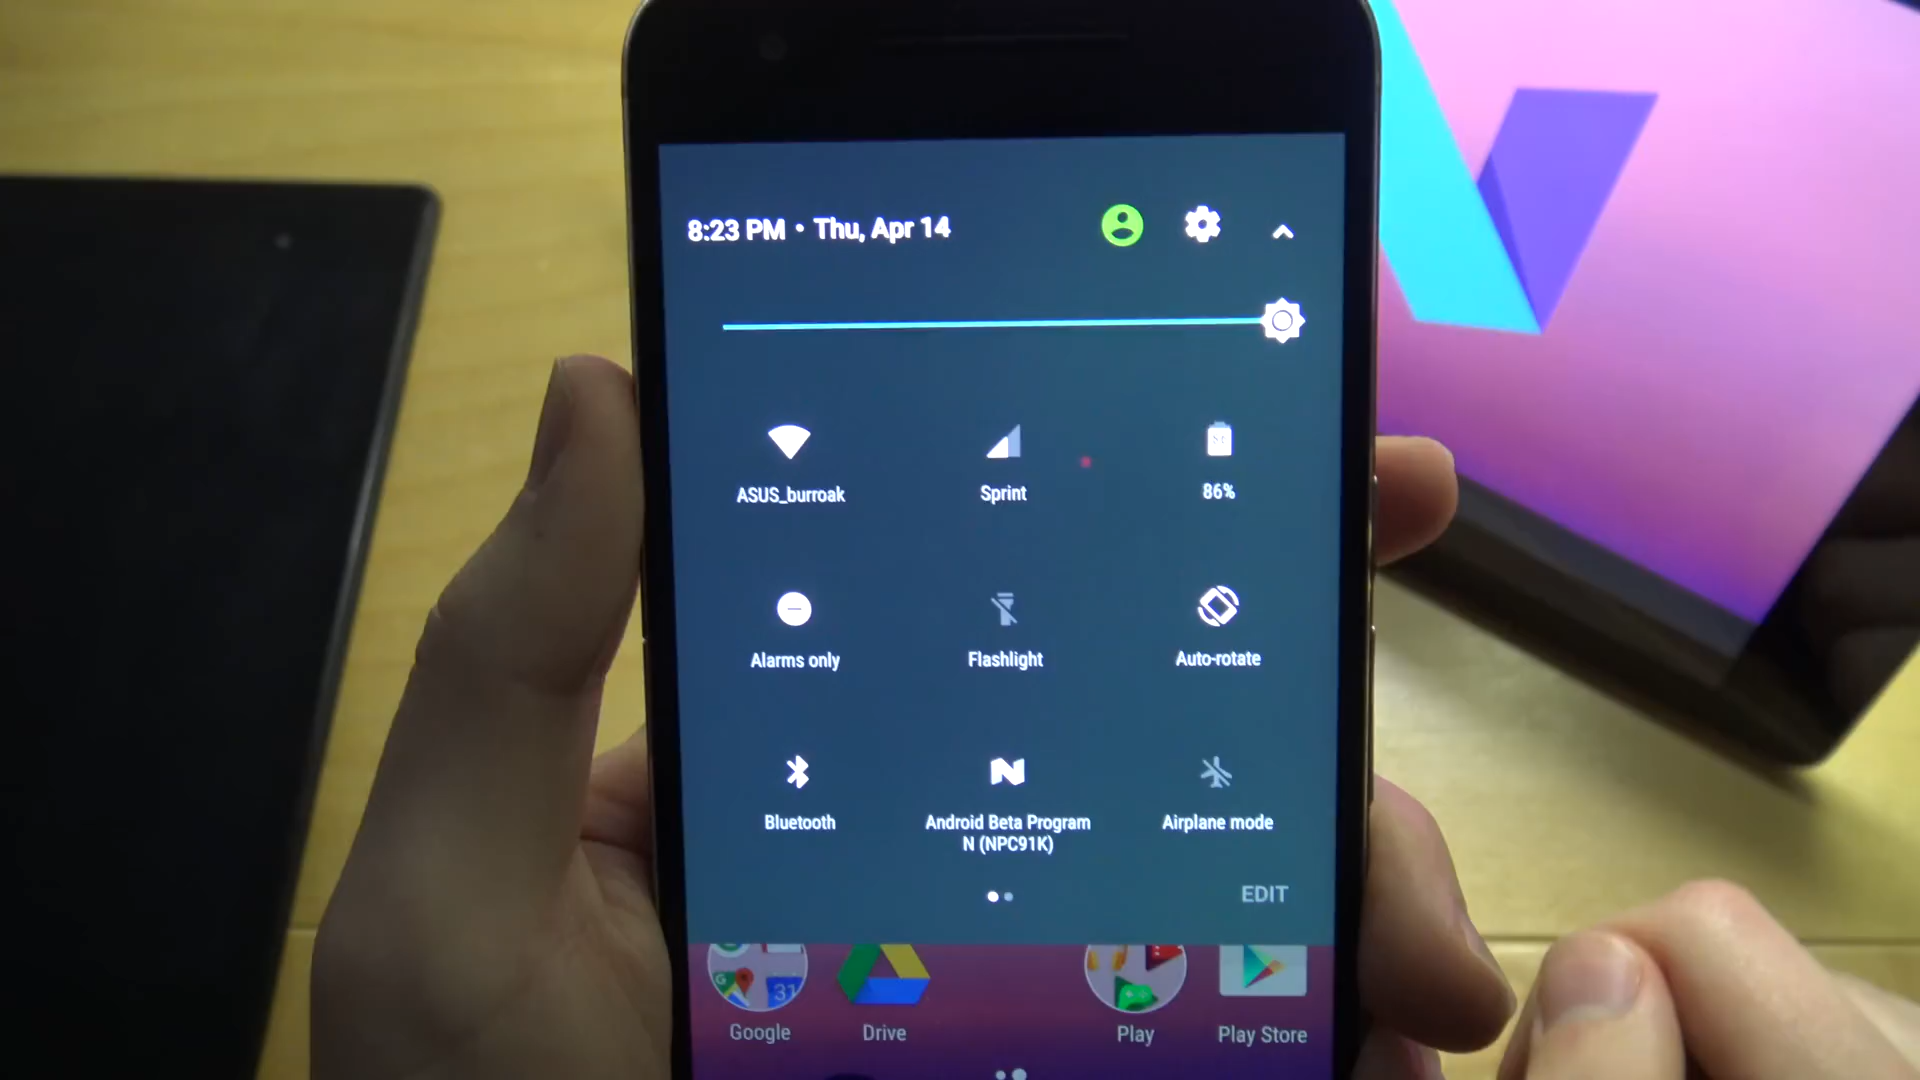 8:23 PM • Thu, Apr 14
ASUS_burroak
Sprint
86%
Alarms only
Flashlight
Auto-rotate
Bluetooth
Android Beta Program
N (NPC91K)
Airplane mode
EDIT
31
Google
Drive
Play
Play Store